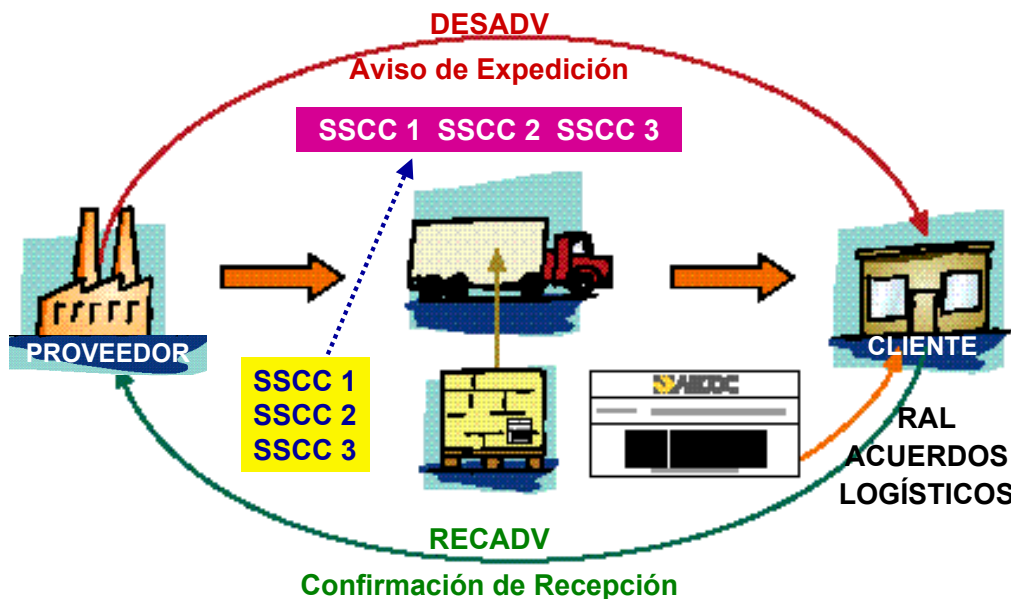 DESADV
Aviso de Expedición
SSCC 1 SSCC 2 SSCC 3
PROVEEDOR
CLIENTE
SSCC 1
SSCC 2
SSCC 3
AECOC
RAL
ACUERDOS
LOGÍSTICOS
RECADV
Confirmación de Recepción